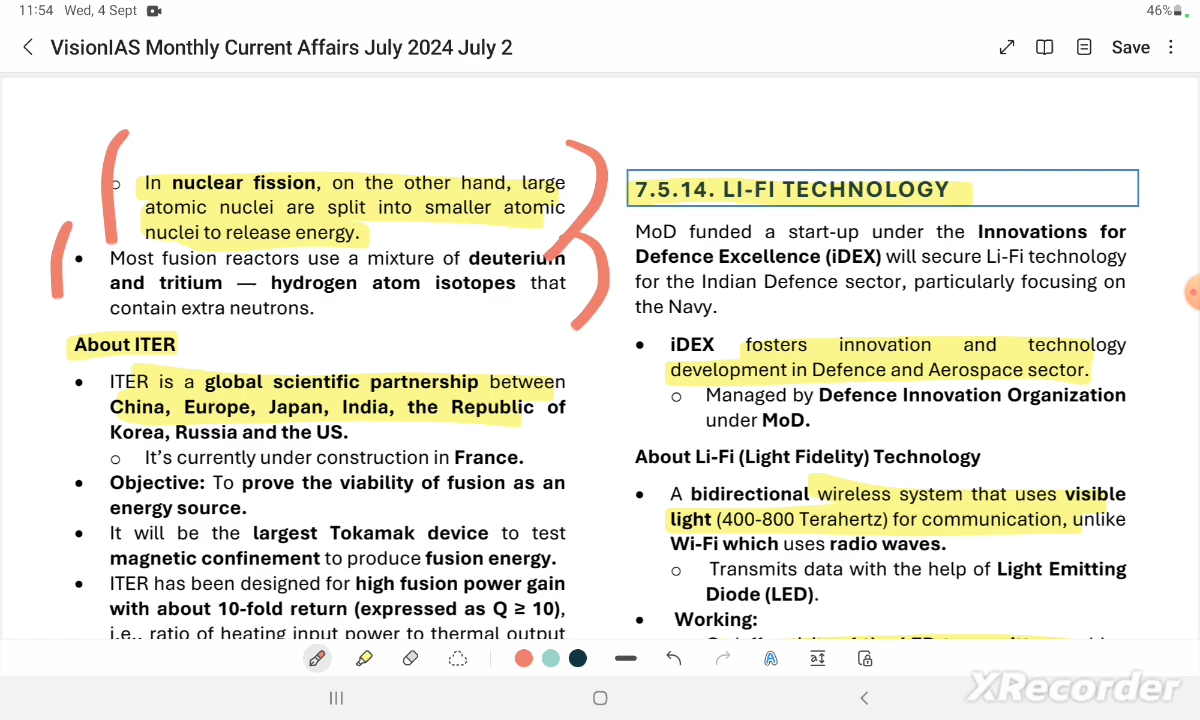 11:54 Wed, 4 Sept
46%
VisionIAS Monthly Current Affairs July 2024 July 2
Save
o In nuclear fission, on the other hand, large
atomic nuclei are split into smaller atomic
nuclei to release energy.
• Most fusion reactors use a mixture of deuterium
and tritium — hydrogen atom isotopes that
contain extra neutrons.
About ITER
• ITER is a global scientific partnership between
China, Europe, Japan, India, the Republic of
Korea, Russia and the US.
o It's currently under construction in France.
• Objective: To prove the viability of fusion as an
energy source.
• It will be the largest Tokamak device to test
magnetic confinement to produce fusion energy.
• ITER has been designed for high fusion power gain
with about 10-fold return (expressed as Q ≥ 10),
i.e., ratio of heating input power to thermal output
7.5.14. LI-FI TECHNOLOGY
MoD funded a start-up under the Innovations for
Defence Excellence (iDEX) will secure Li-Fi technology
for the Indian Defence sector, particularly focusing on
the Navy.
• iDEX fosters innovation and technology
development in Defence and Aerospace sector.
o Managed by Defence Innovation Organization
under MoD.
About Li-Fi (Light Fidelity) Technology
• A bidirectional wireless system that uses visible
light (400-800 Terahertz) for communication, unlike
Wi-Fi which uses radio waves.
o Transmits data with the help of Light Emitting
Diode (LED).
• Working:
XRecorder